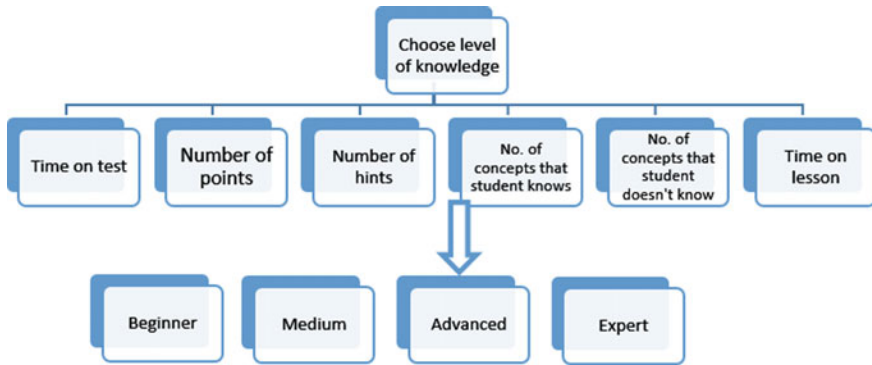 Choose level
of knowledge
Time on test
Number of
points
Number of
hints
No. of
concepts that
student knows
No. of
concepts that
student
doesn't know
Time on
lesson
Beginner
Medium
Advanced
Expert